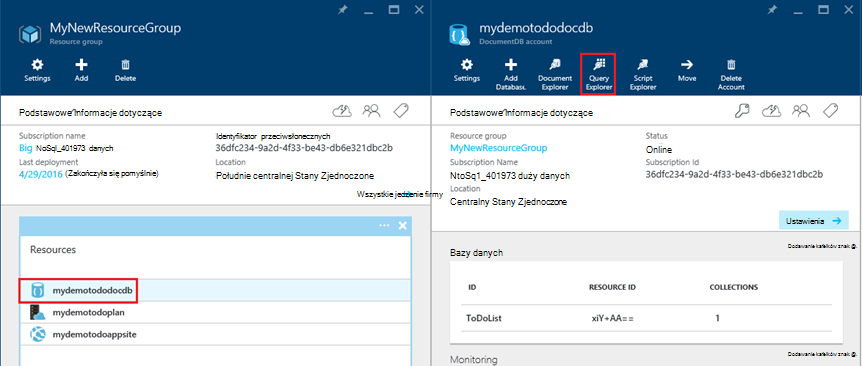 MyNewResourceGroup
Resource group
Settings
Add
Delete
Podstawowe Informacje dotyczące
Subscription name
Big NoSql_401973 danych
Identyfikator przeciwsłonecznych
36dfc234-9a2d-4f33-be43-db6e321dbc2b
Last deployment
4/29/2016 (Zakończyła się pomyślnie)
Location
Południe centralnej Stany Zjednoczone
Wszystkie jedzenie firmy
Resources
mydemotododocdb
mydemotodoplan
mydemotodoappsite
mydemotododocdb
DocumentDB account
Settings
Add
Databas.
Document
Explorer
Query
Explorer
Script
Explorer
Move
Delete
Account
Podstawowe Informacje dotyczące
Resource group
MyNewResourceGroup
Status
Online
Subscription Name
NtoSq1_401973 duży danych
Subscription Id
36dfc234-9a2d-4f33-be43-db6e321dbc2b
Location
Centralny Stany Zjednoczone
Ustawienia
Dodawanie kafelków znak @.
Bazy danych
ID
RESOURCE ID
COLLECTIONS
ToDoList
xiY+AA==
1
Dodawanie kafelków znak @.
Monitoring